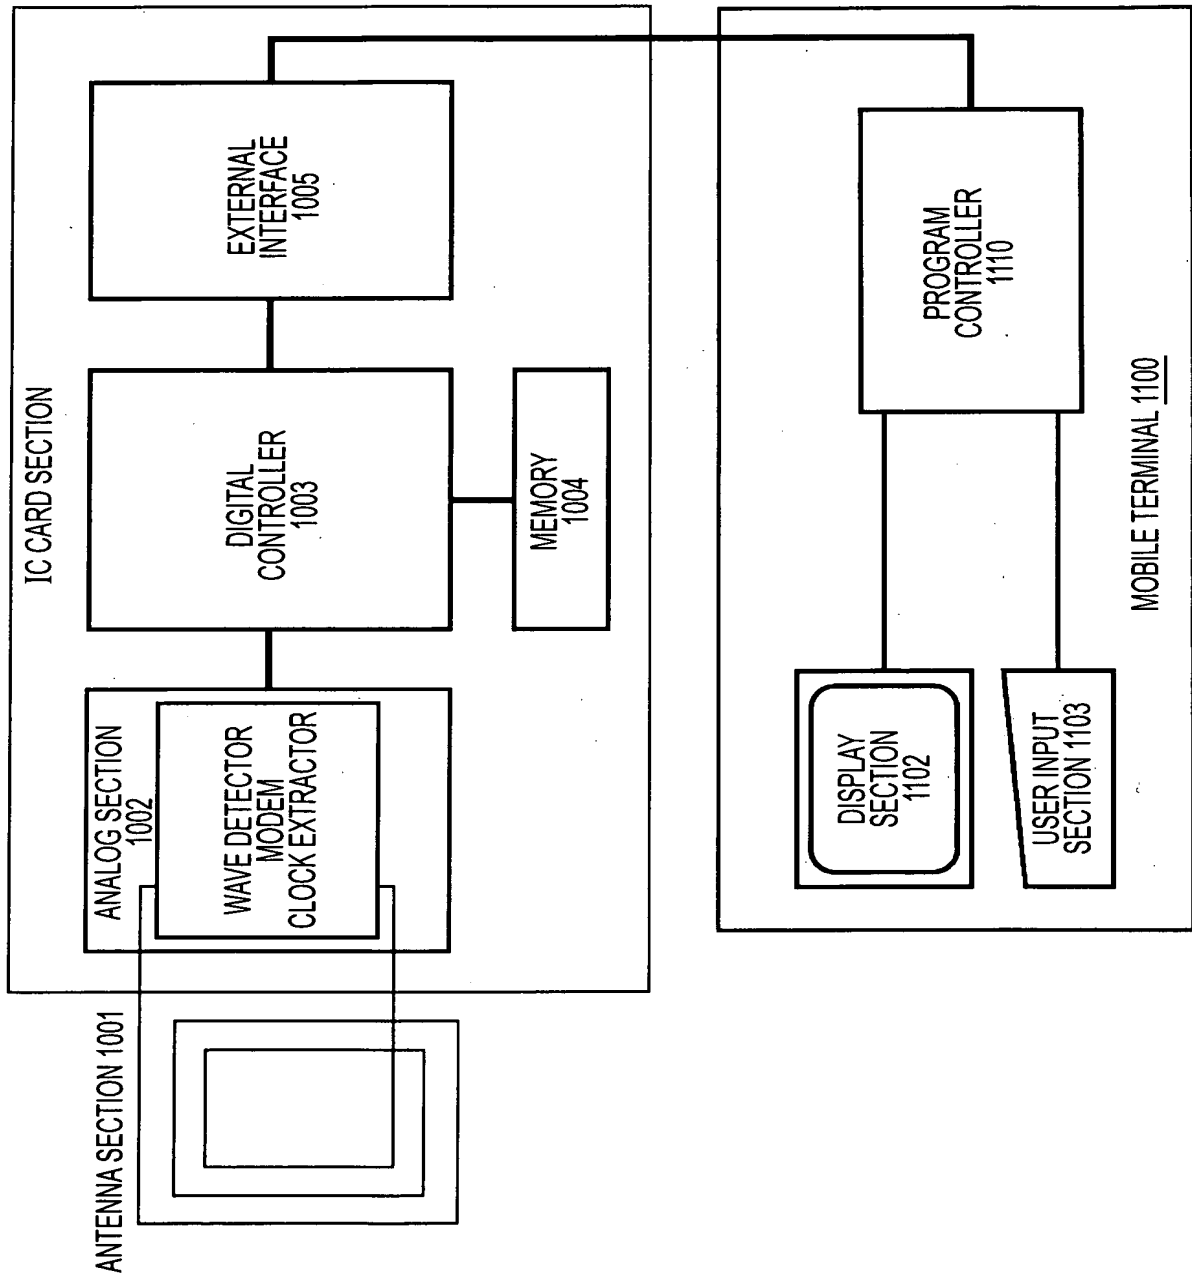 IC CARD SECTION
ANTENNA SECTION 1001
ANALOG SECTION
1002
WAVE DETECTOR
MODEM
CLOCK EXTRACTOR
DIGITAL
CONTROLLER
1003
MEMORY
1004
EXTERNAL
INTERFACE
1005
DISPLAY
SECTION
1102
USER INPUT
SECTION 1103
PROGRAM
CONTROLLER
1110
MOBILE TERMINAL 1100